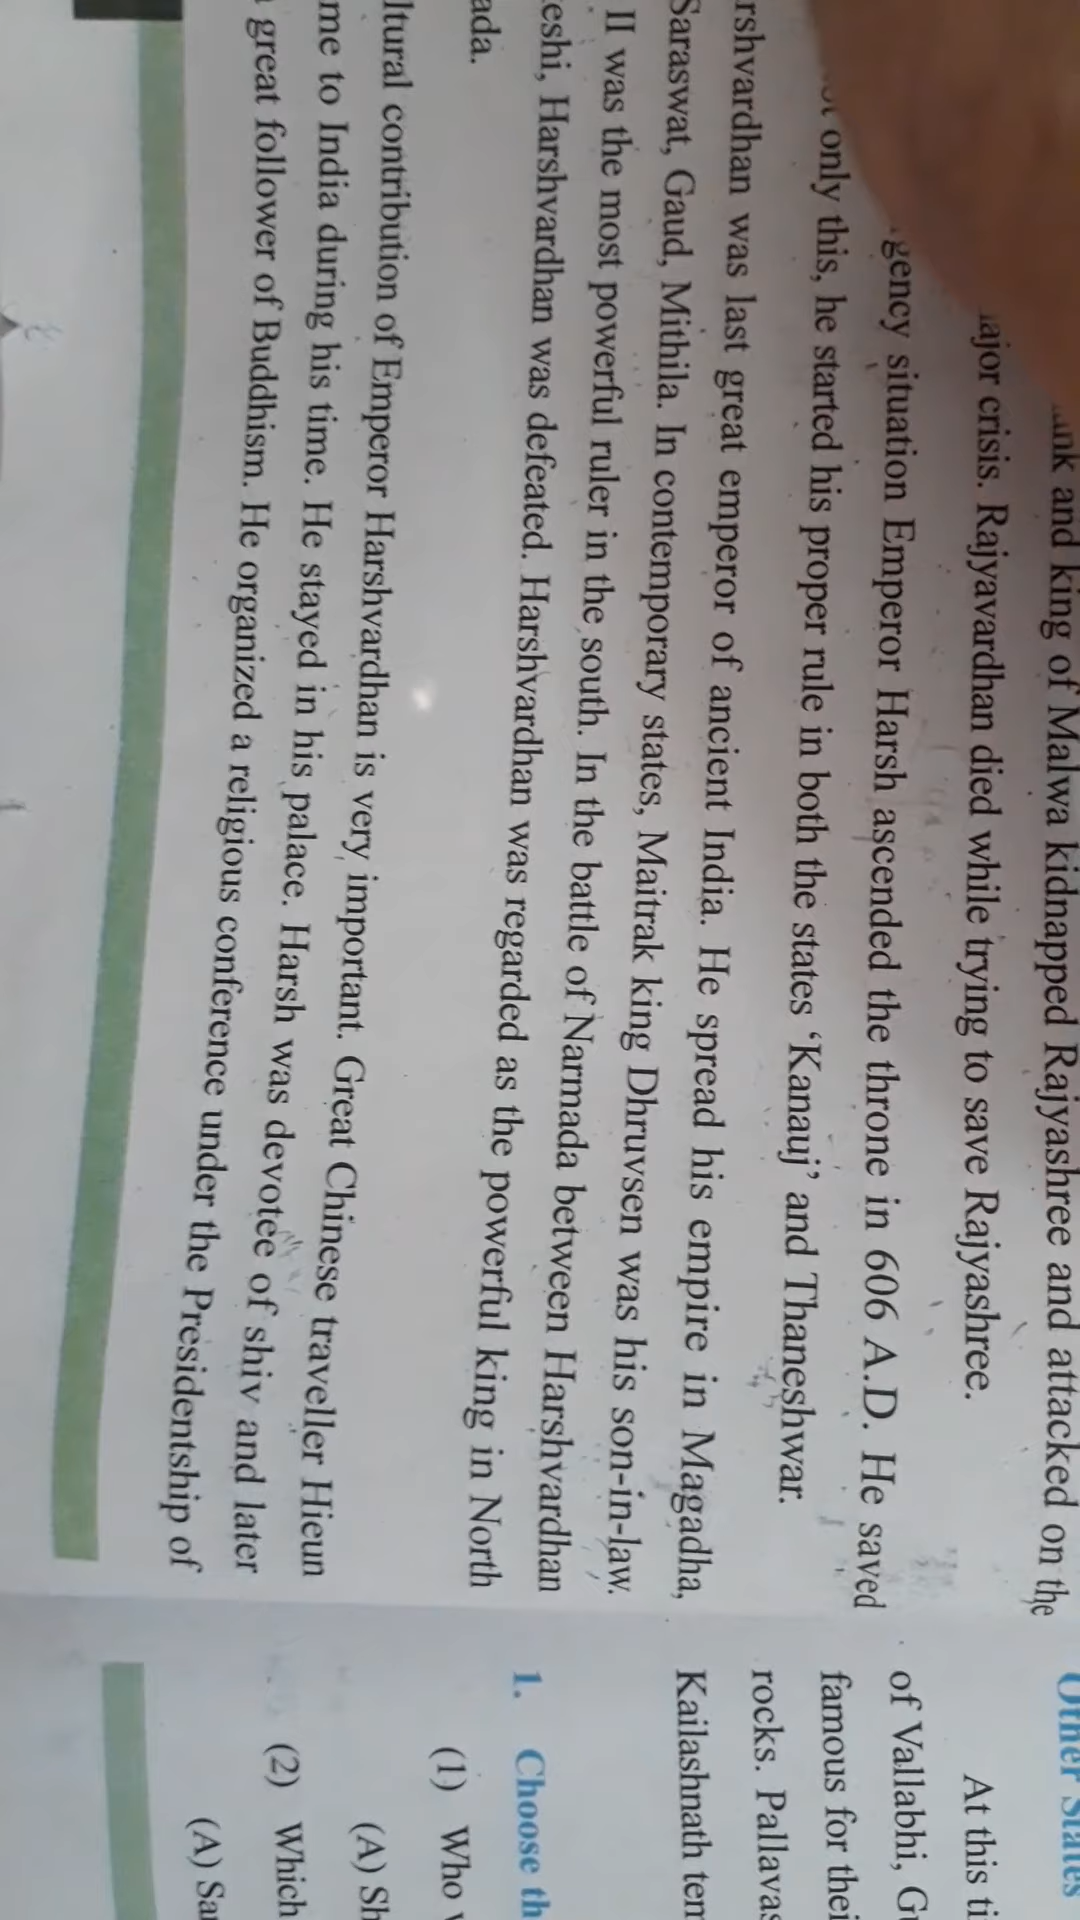 and king of Malwa kidnapped Rajyashree and attacked on the
crisis. Rajyavardhan died while trying to save Rajyashree.
situation Emperor Harsh ascended the throne in 606 A.D. He saved
only this, he started his proper rule in both the states ‘Kanauj’ and Thaneshwar.
rshvardhan was last great emperor of ancient India. He spread his empire in Magadha,
Saraswat, Gaud, Mithila. In contemporary states, Maitrak king Dhruvsen was his son-in-law.
II was the most powerful ruler in the south. In the battle of Narmada between Harshvardhan
eshi, Harshvardhan was defeated. Harshvardhan was regarded as the powerful king in North
ada.
ltural contribution of Emperor Harshvardhan is very important. Great Chinese traveller Hieun
me to India during his time. He stayed in his palace. Harsh was devotee of shiv and later
great follower of Buddhism. He organized a religious conference under the Presidentship of
Other States
At this ti
of Vallabhi, G
famous for thei
rocks. Pallavas
Kailashnath tem
1. Choose th
(1) Who
(A) Sh
(2) Which
(A) Sa